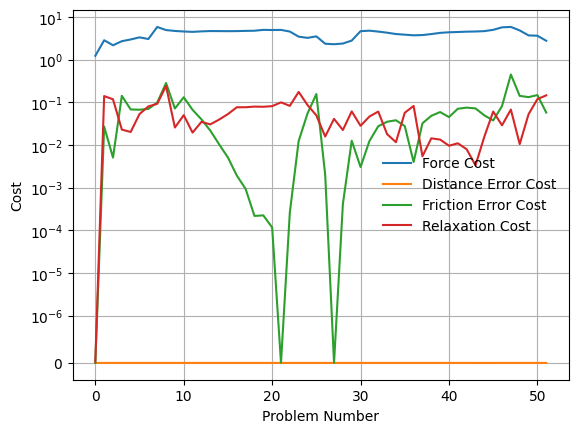 10¹
10⁰
10⁻¹
10⁻²
10⁻³
10⁻⁴
10⁻⁵
10⁻⁶
0
Cost
Force Cost
Distance Error Cost
Friction Error Cost
Relaxation Cost
0 10 20 30 40 50
Problem Number